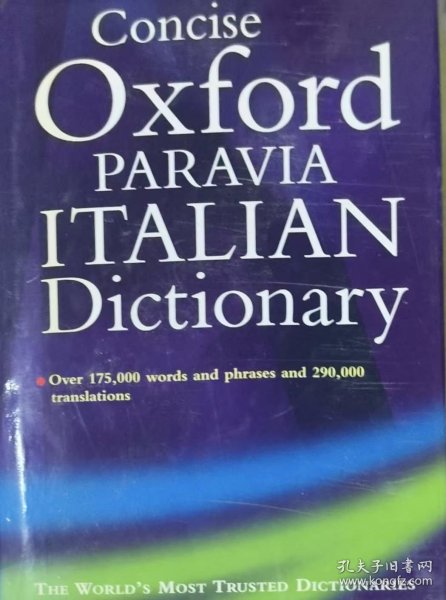 Concise
Oxford
PARAVIA
ITALIAN
Dictionary
• Over 175,000 words and phrases and 290,000
translations
THE WORLD'S MOST TRUSTED DICTIONARIES
孔夫子旧书网